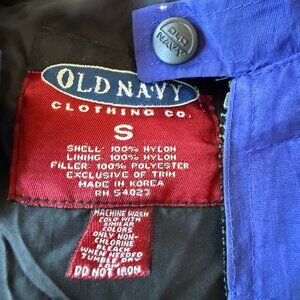 OLD NAVY
OLD NAVY
CLOTHING CO.
S
SHELL: 100% NYLON
LINING: 100% NYLON
FILLER: 100% POLYESTER
EXCLUSIVE OF TRIM
MADE IN KOREA
RN 54023
MACHINE WASH
COLD WITH
SIMILAR
COLORS
ONLY NON-
CHLORINE
BLEACH
WHEN NEEDED
TUMBLE DRY
LOW
DO NOT IRON